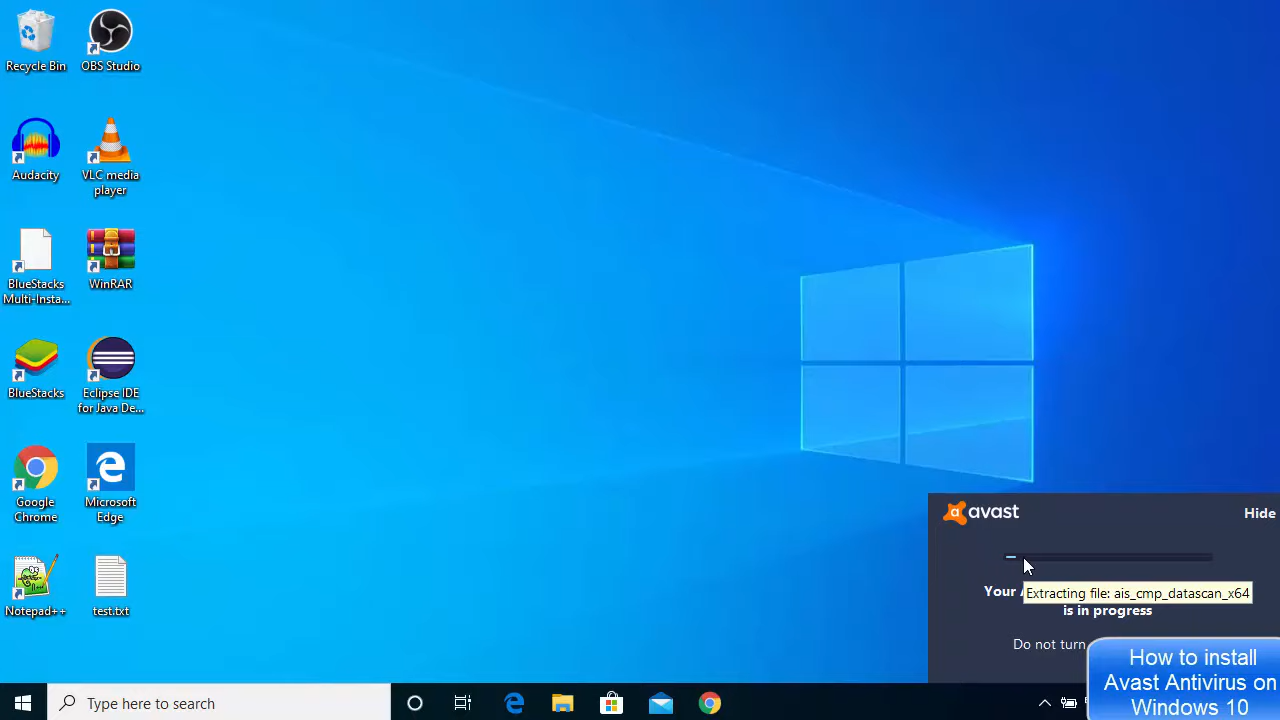 Recycle Bin
OBS Studio
Audacity
VLC media
player
BlueStacks
Multi-Insta...
WinRAR
BlueStacks
Eclipse IDE
for Java De...
Google
Chrome
Microsoft
Edge
Notepad++
test.txt
avast
Hide
Extracting file: ais_cmp_datascan_x64
Your
is in progress
Do not turn
How to install
Avast Antivirus on
Windows 10
Type here to search